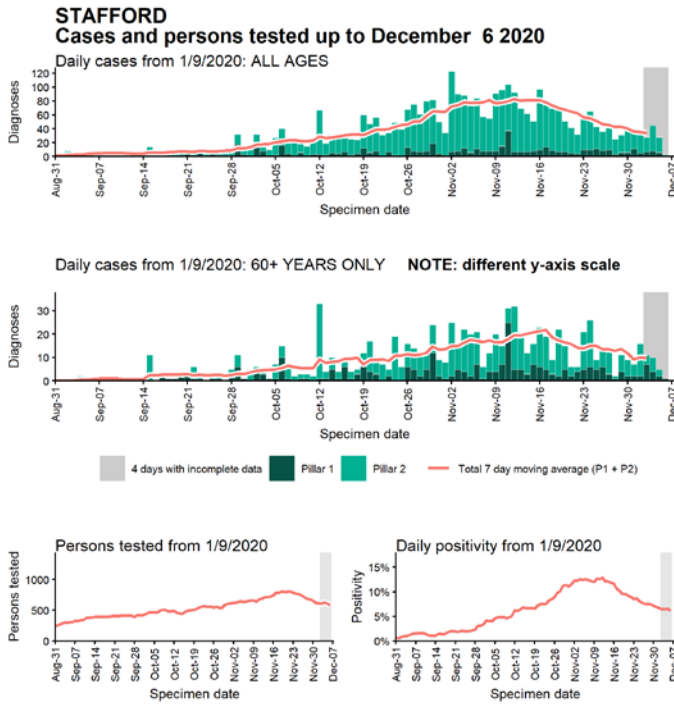 STAFFORD
Cases and persons tested up to December 6 2020
Daily cases from 1/9/2020: ALL AGES
Diagnoses
120
100
80
60
40
20
0
Aug-31 Sep-07 Sep-14 Sep-21 Sep-28 Oct-05 Oct-12 Oct-19 Oct-26 Nov-02 Nov-09 Nov-16 Nov-23 Nov-30 Dec-07
Specimen date
Daily cases from 1/9/2020: 60+ YEARS ONLY NOTE: different y-axis scale
Diagnoses
30
20
10
0
Aug-31 Sep-07 Sep-14 Sep-21 Sep-28 Oct-05 Oct-12 Oct-19 Oct-26 Nov-02 Nov-09 Nov-16 Nov-23 Nov-30 Dec-07
Specimen date
4 days with incomplete data Pillar 1 Pillar 2 Total 7 day moving average (P1 + P2)
Persons tested from 1/9/2020
Persons tested
1000
500
0
Aug-31 Sep-07 Sep-14 Sep-21 Sep-28 Oct-05 Oct-12 Oct-19 Oct-26 Nov-02 Nov-09 Nov-16 Nov-23 Nov-30 Dec-07
Specimen date
Daily positivity from 1/9/2020
Positivity
15%
10%
5%
0%
Aug-31 Sep-07 Sep-14 Sep-21 Sep-28 Oct-05 Oct-12 Oct-19 Oct-26 Nov-02 Nov-09 Nov-16 Nov-23 Nov-30 Dec-07
Specimen date